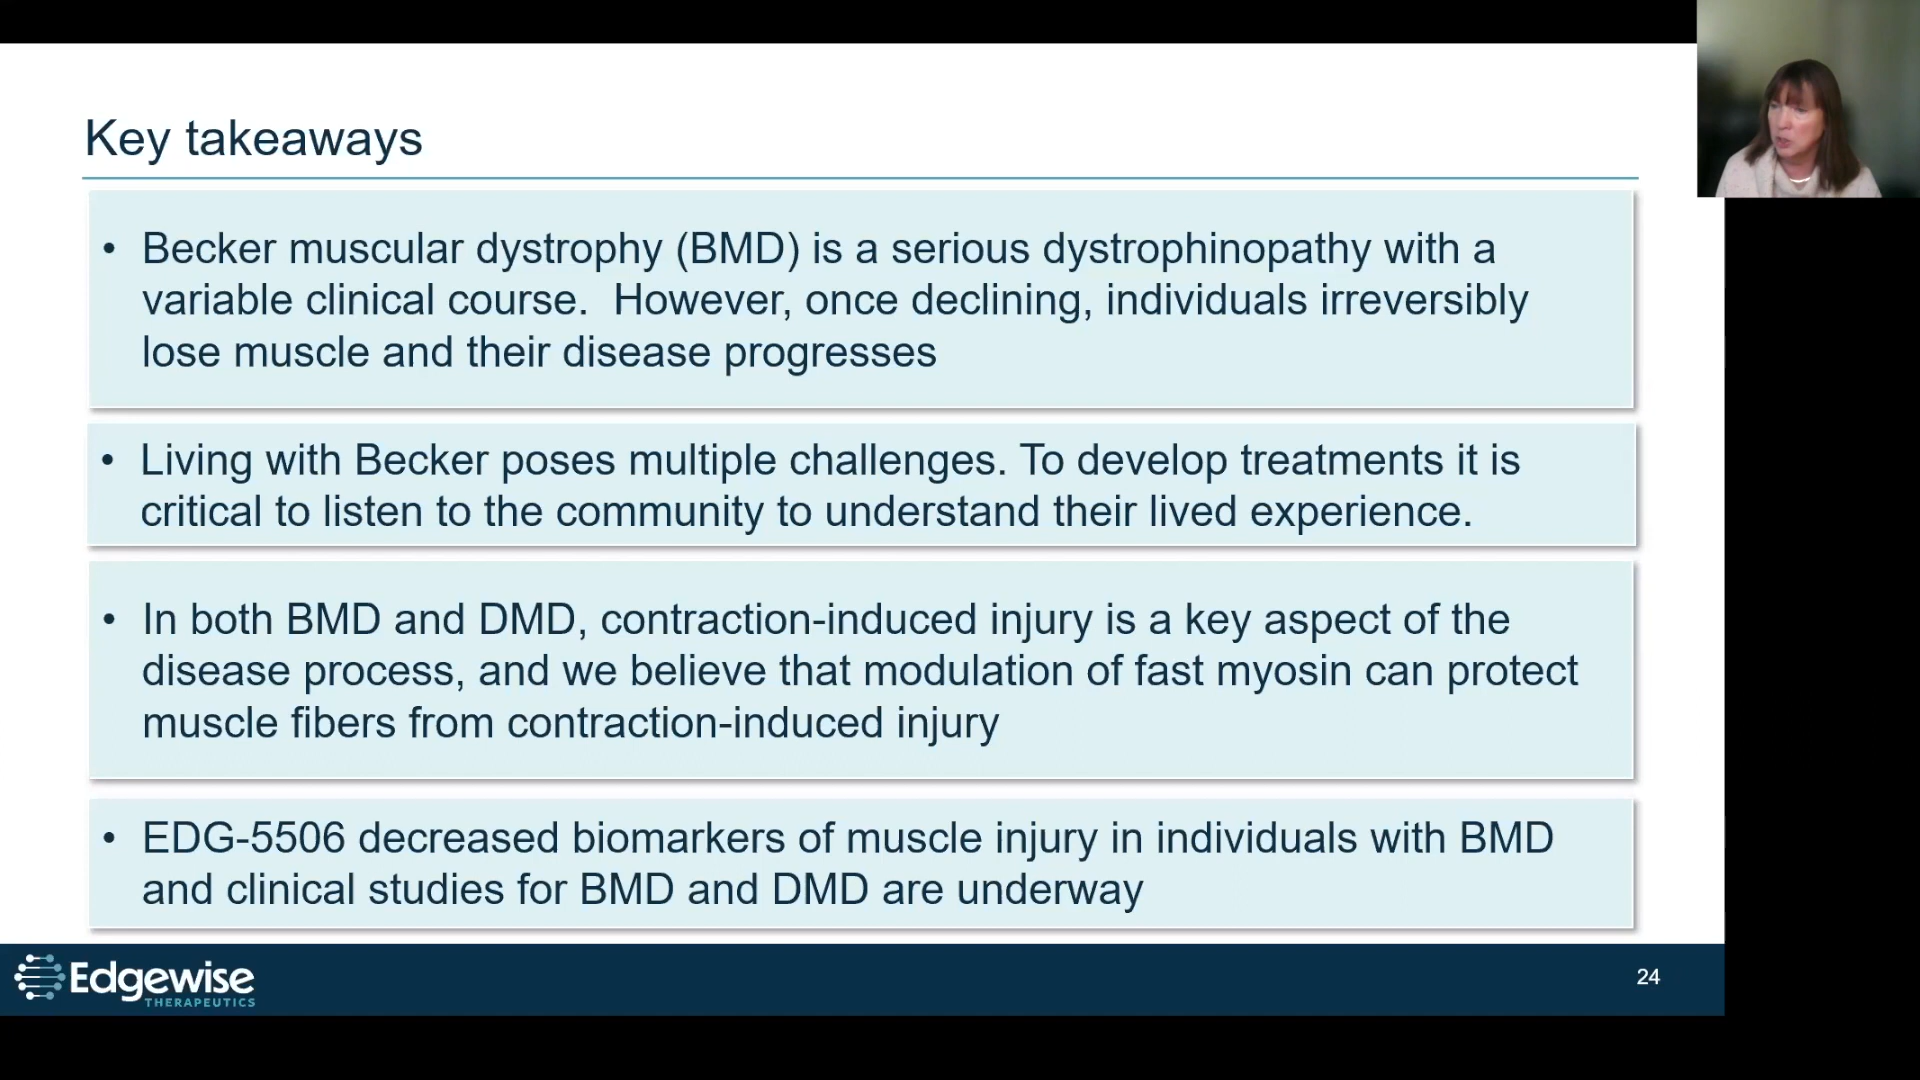 Key takeaways
• Becker muscular dystrophy (BMD) is a serious dystrophinopathy with a
variable clinical course.  However, once declining, individuals irreversibly
lose muscle and their disease progresses
• Living with Becker poses multiple challenges. To develop treatments it is
critical to listen to the community to understand their lived experience.
• In both BMD and DMD, contraction-induced injury is a key aspect of the
disease process, and we believe that modulation of fast myosin can protect
muscle fibers from contraction-induced injury
• EDG-5506 decreased biomarkers of muscle injury in individuals with BMD
and clinical studies for BMD and DMD are underway
Edgewise
THERAPEUTICS
24